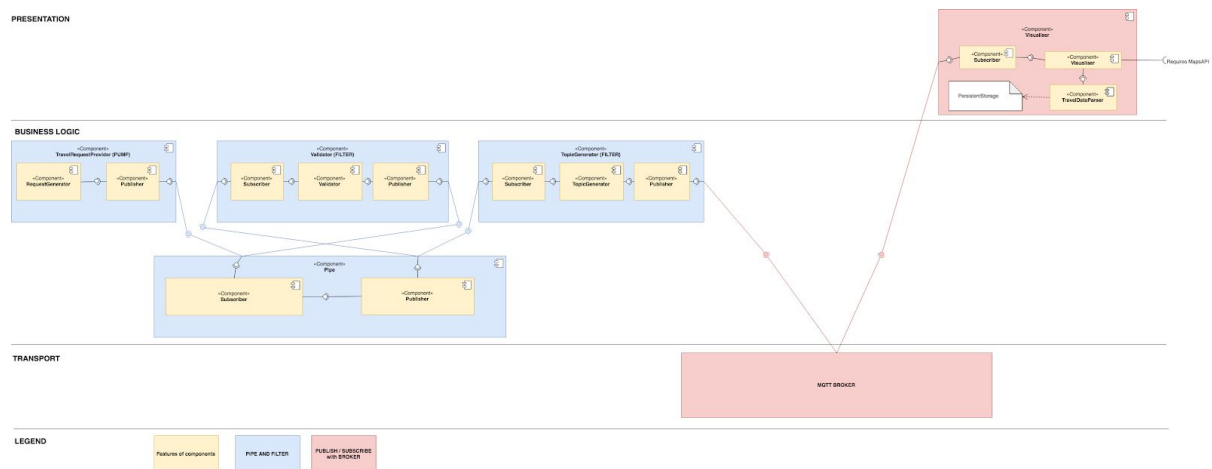 PRESENTATION
«Component»
Visualiser
«Component»
Subscriber
«Component»
Visualiser
Requires MapsAPI
PersistentStorage
«Component»
TravelDataParser
BUSINESS LOGIC
«Component»
TravelRequestProvider (PUMP)
«Component»
RequestGenerator
«Component»
Publisher
«Component»
Validator (FILTER)
«Component»
Subscriber
«Component»
Validator
«Component»
Publisher
«Component»
TopicGenerator (FILTER)
«Component»
Subscriber
«Component»
TopicGenerator
«Component»
Publisher
«Component»
Pipe
«Component»
Subscriber
«Component»
Publisher
TRANSPORT
MQTT BROKER
LEGEND
Features of components
PIPE AND FILTER
PUBLISH / SUBSCRIBE
with BROKER